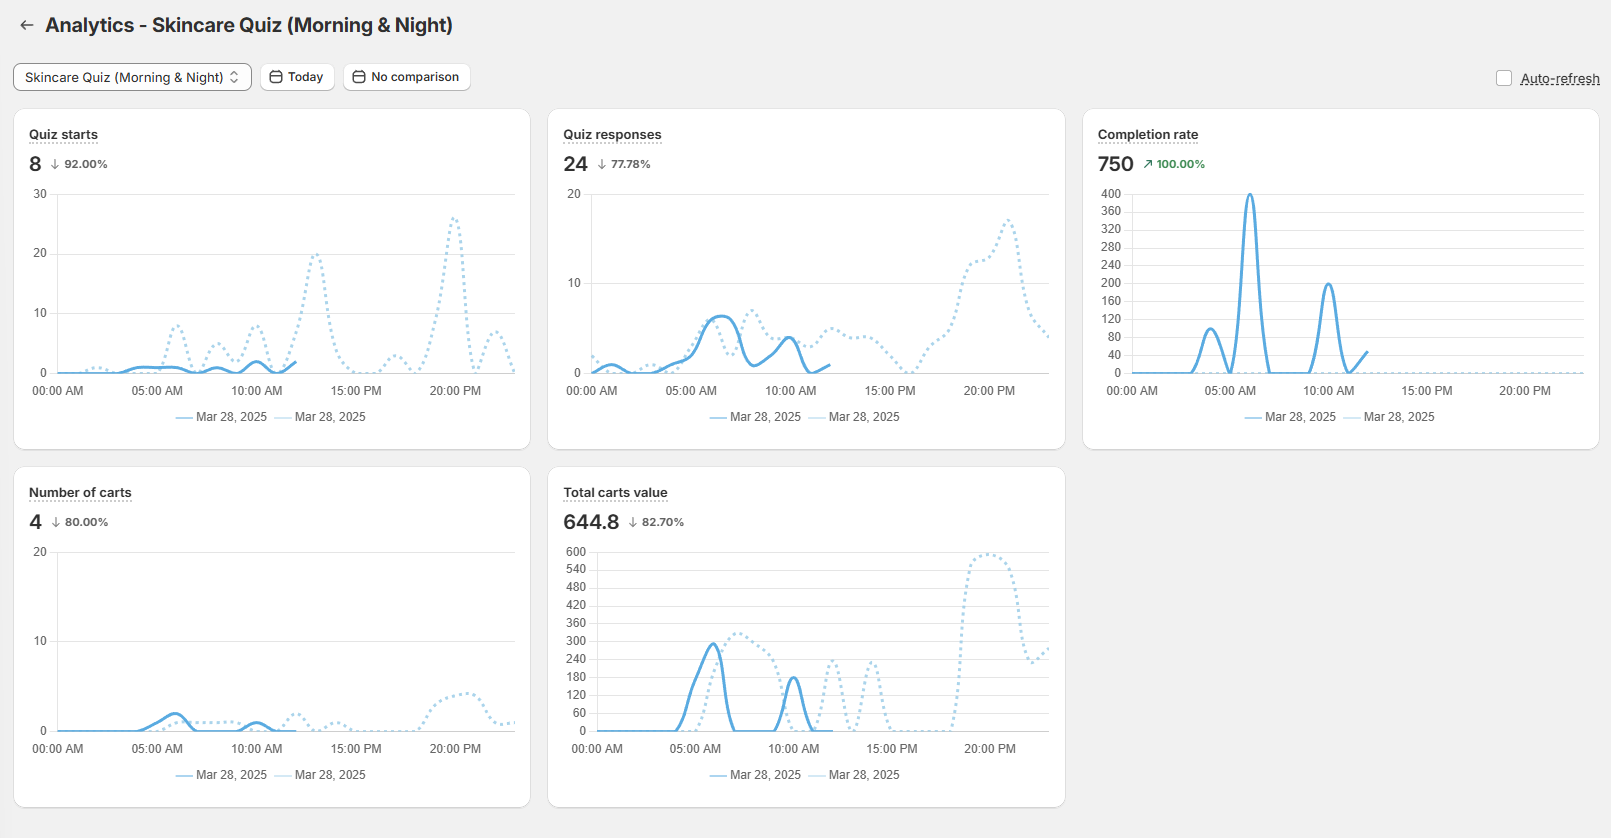 Analytics - Skincare Quiz (Morning & Night)
Skincare Quiz (Morning & Night)
Today
No comparison
Auto-refresh
Quiz starts
8 ↓ 92.00%
30
20
10
0
00:00 AM 05:00 AM 10:00 AM 15:00 PM 20:00 PM
Mar 28, 2025 Mar 28, 2025
Quiz responses
24 ↓ 77.78%
20
10
0
00:00 AM 05:00 AM 10:00 AM 15:00 PM 20:00 PM
Mar 28, 2025 Mar 28, 2025
Completion rate
750 ↗ 100.00%
400
360
320
280
240
200
160
120
80
40
0
00:00 AM 05:00 AM 10:00 AM 15:00 PM 20:00 PM
Mar 28, 2025 Mar 28, 2025
Number of carts
4 ↓ 80.00%
20
10
0
00:00 AM 05:00 AM 10:00 AM 15:00 PM 20:00 PM
Mar 28, 2025 Mar 28, 2025
Total carts value
644.8 ↓ 82.70%
600
540
480
420
360
300
240
180
120
60
0
00:00 AM 05:00 AM 10:00 AM 15:00 PM 20:00 PM
Mar 28, 2025 Mar 28, 2025